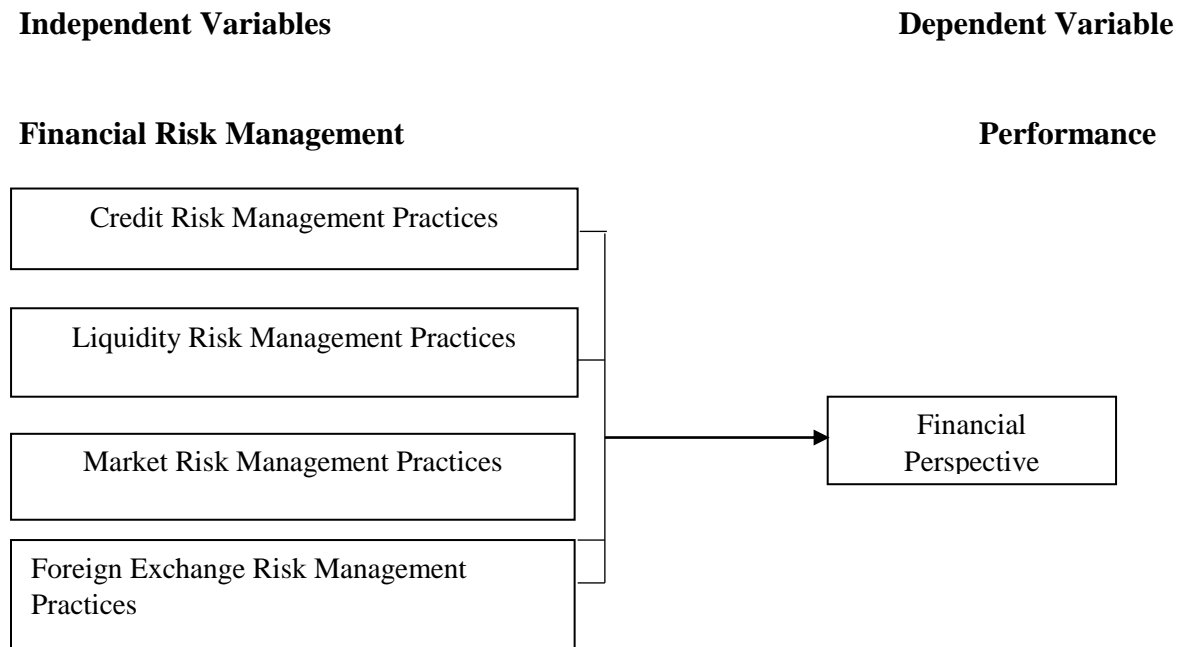 Independent Variables
Dependent Variable
Financial Risk Management
Performance
Credit Risk Management Practices
Liquidity Risk Management Practices
Market Risk Management Practices
Foreign Exchange Risk Management
Practices
Financial
Perspective